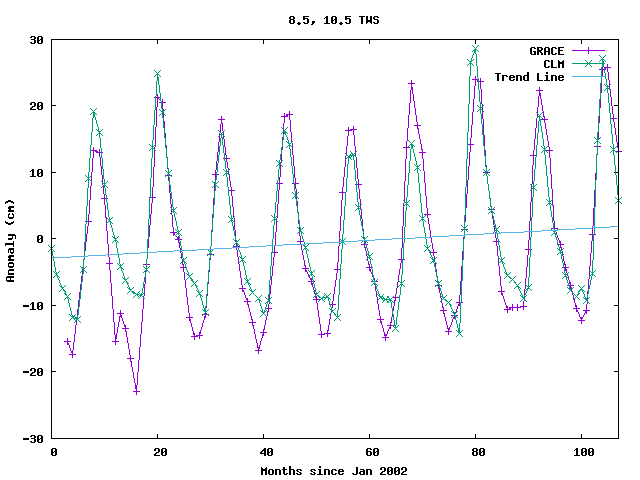 8.5, 10.5 TWS
GRACE
CLM
Trend Line
30
20
10
0
-10
-20
-30
Anomaly (cm)
0 20 40 60 80 100
Months since Jan 2002